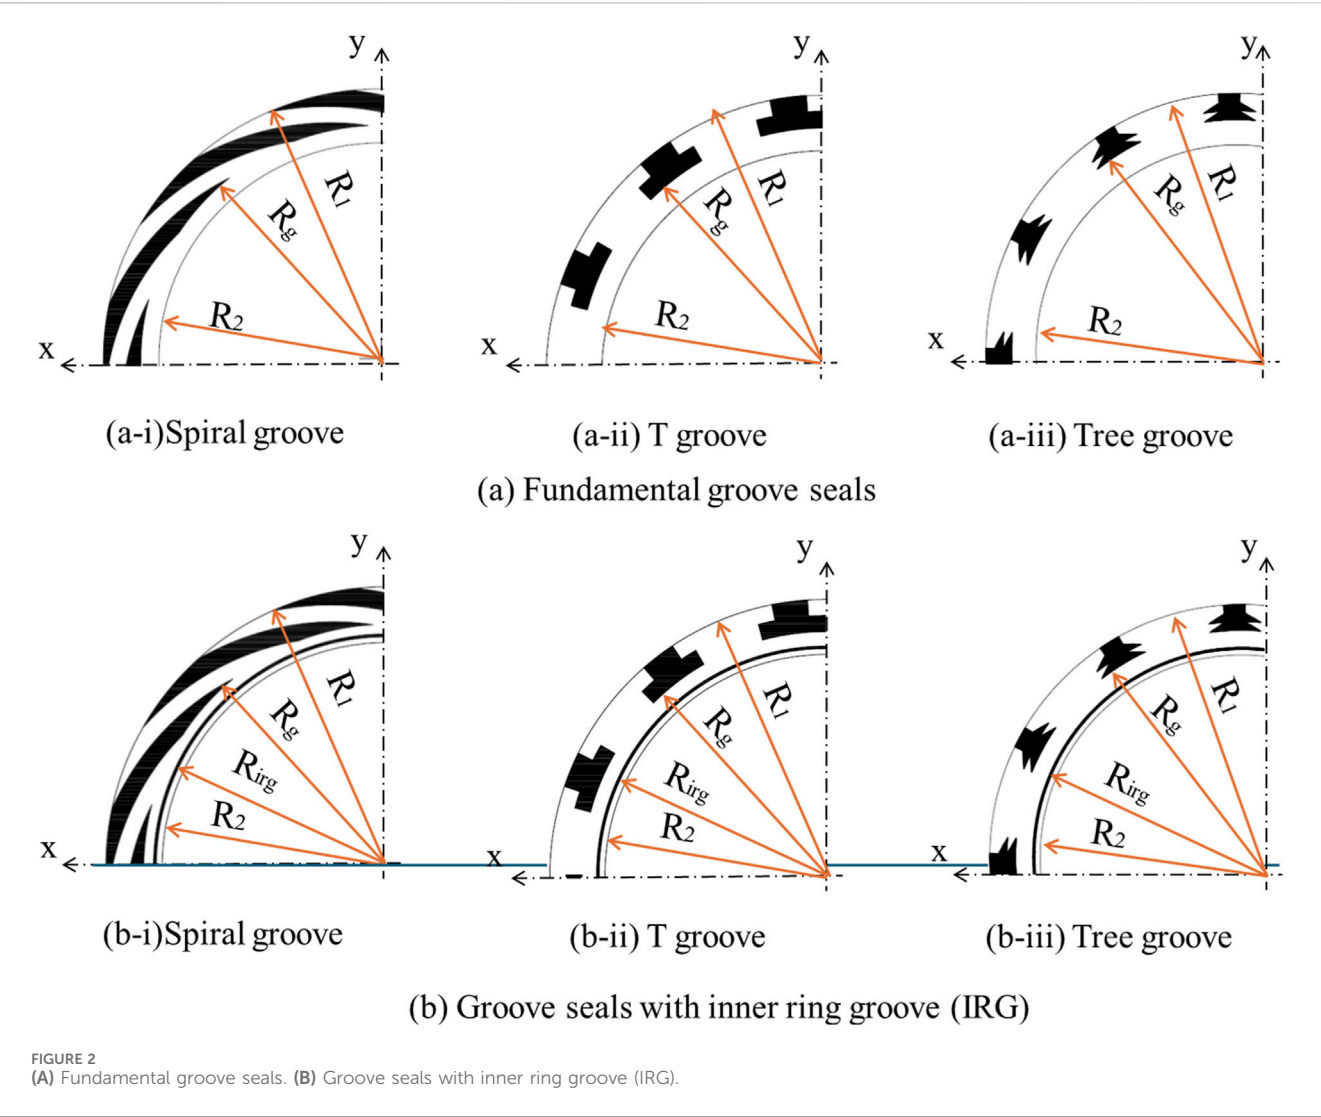 y
y
y
R1
Rg
R2
x
R1
Rg
R2
x
R1
Rg
R2
x
(a-i)Spiral groove
(a-ii) T groove
(a-iii) Tree groove
(a) Fundamental groove seals
y
y
y
R1
Rg
Rirg
R2
x
R1
Rg
Rirg
R2
x
R1
Rg
Rirg
R2
x
(b-i)Spiral groove
(b-ii) T groove
(b-iii) Tree groove
(b) Groove seals with inner ring groove (IRG)
FIGURE 2
(A) Fundamental groove seals. (B) Groove seals with inner ring groove (IRG).